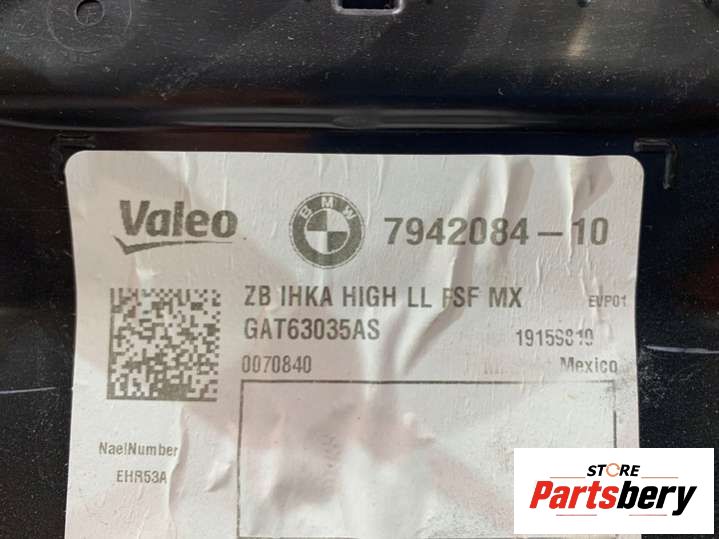 Valeo BMW 7942084-10
ZB IHKA HIGH LL FSF MX EVP01
GAT63035AS
0070840 Mexico
NaelNumber
EHR53A
STORE
Partsbery